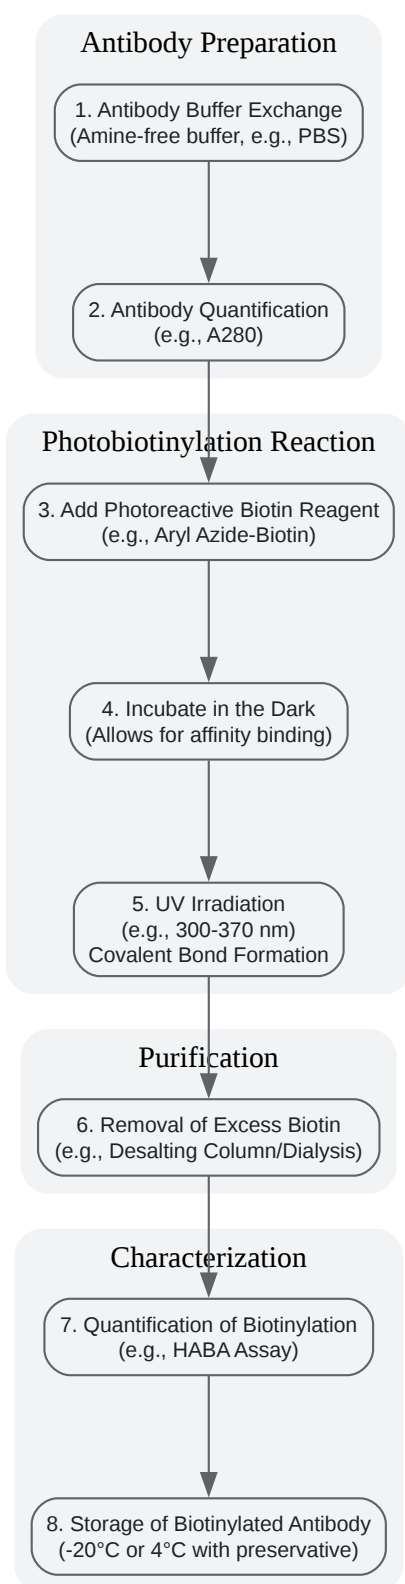 Antibody Preparation
1. Antibody Buffer Exchange
(Amine-free buffer, e.g., PBS)
2. Antibody Quantification
(e.g., A280)
Photobiotinylation Reaction
3. Add Photoreactive Biotin Reagent
(e.g., Aryl Azide-Biotin)
4. Incubate in the Dark
(Allows for affinity binding)
5. UV Irradiation
(e.g., 300-370 nm)
Covalent Bond Formation
Purification
6. Removal of Excess Biotin
(e.g., Desalting Column/Dialysis)
Characterization
7. Quantification of Biotinylation
(e.g., HABA Assay)
8. Storage of Biotinylated Antibody
(-20°C or 4°C with preservative)